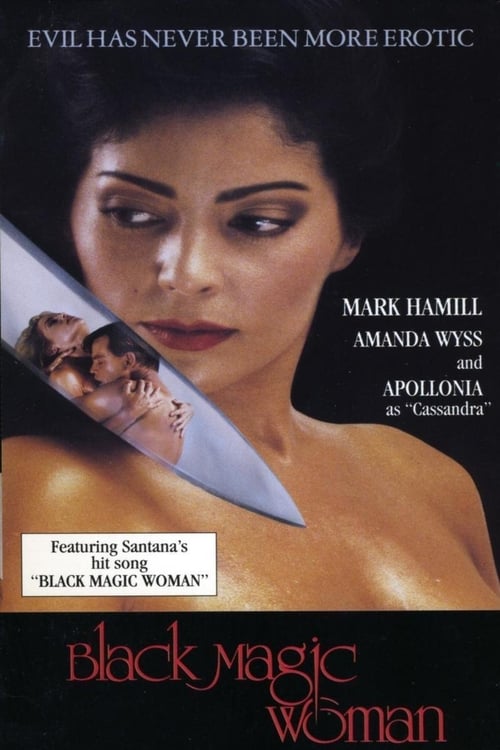 EVIL HAS NEVER BEEN MORE EROTIC
MARK HAMILL
AMANDA WYSS
and
APOLLONIA
as “Cassandra”
Featuring Santana’s
hit song
“BLACK MAGIC WOMAN”
Black Magic
Woman